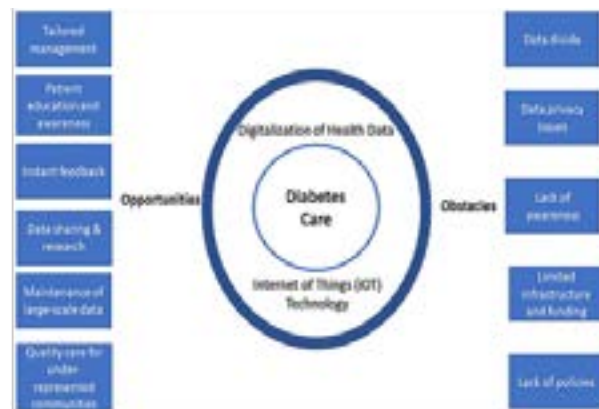 Tailored
management
Patient
education and
awareness
Instant feedback
Data sharing &
research
Maintenance of
large-scale data
Quality care for
under
represented
communities
Opportunities
Digitalization of Health Data
Diabetes
Care
Internet of Things (IOT)
Technology
Obstacles
Data divide
Data privacy
issues
Lack of
awareness
Limited
infrastructure
and funding
Lack of policies